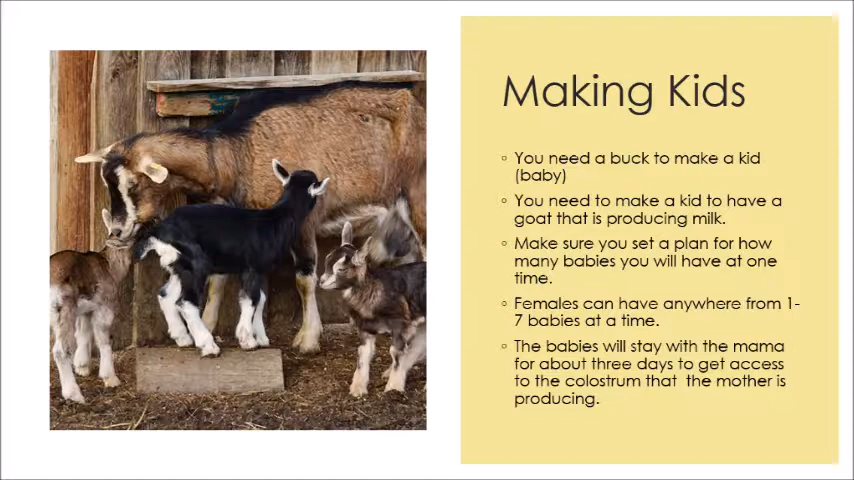 Making Kids
◦ You need a buck to make a kid
(baby)
◦ You need to make a kid to have a
goat that is producing milk.
◦ Make sure you set a plan for how
many babies you will have at one
time.
◦ Females can have anywhere from 1-
7 babies at a time.
◦ The babies will stay with the mama
for about three days to get access
to the colostrum that  the mother is
producing.